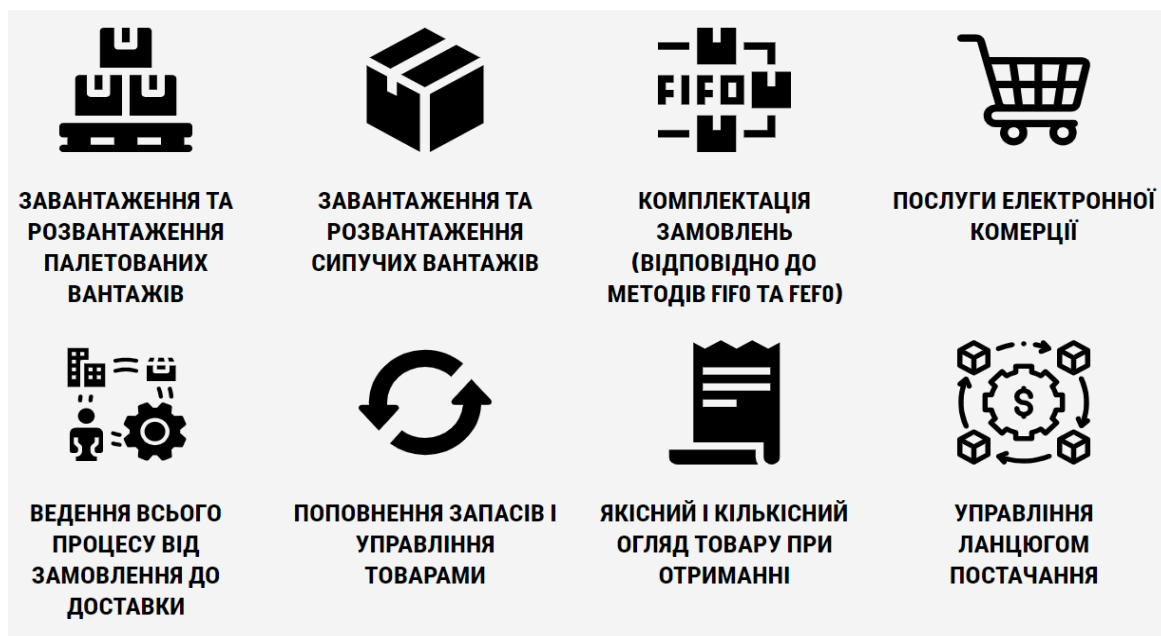 FIFO
ЗАВАНТАЖЕННЯ ТА
РОЗВАНТАЖЕННЯ
ПАЛЕТОВАНИХ
ВАНТАЖІВ
ЗАВАНТАЖЕННЯ ТА
РОЗВАНТАЖЕННЯ
СИПУЧИХ ВАНТАЖІВ
КОМПЛЕКТАЦІЯ
ЗАМОВЛЕНЬ
(ВІДПОВІДНО ДО
МЕТОДІВ FIFO ТА FEFO)
ПОСЛУГИ ЕЛЕКТРОННОЇ
КОМЕРЦІЇ
$
ВЕДЕННЯ ВСЬОГО
ПРОЦЕСУ ВІД
ЗАМОВЛЕННЯ ДО
ДОСТАВКИ
ПОПОВНЕННЯ ЗАПАСІВ І
УПРАВЛІННЯ
ТОВАРАМИ
ЯКІСНИЙ І КІЛЬКІСНИЙ
ОГЛЯД ТОВАРУ ПРИ
ОТРИМАННІ
УПРАВЛІННЯ
ЛАНЦЮГОМ
ПОСТАЧАННЯ